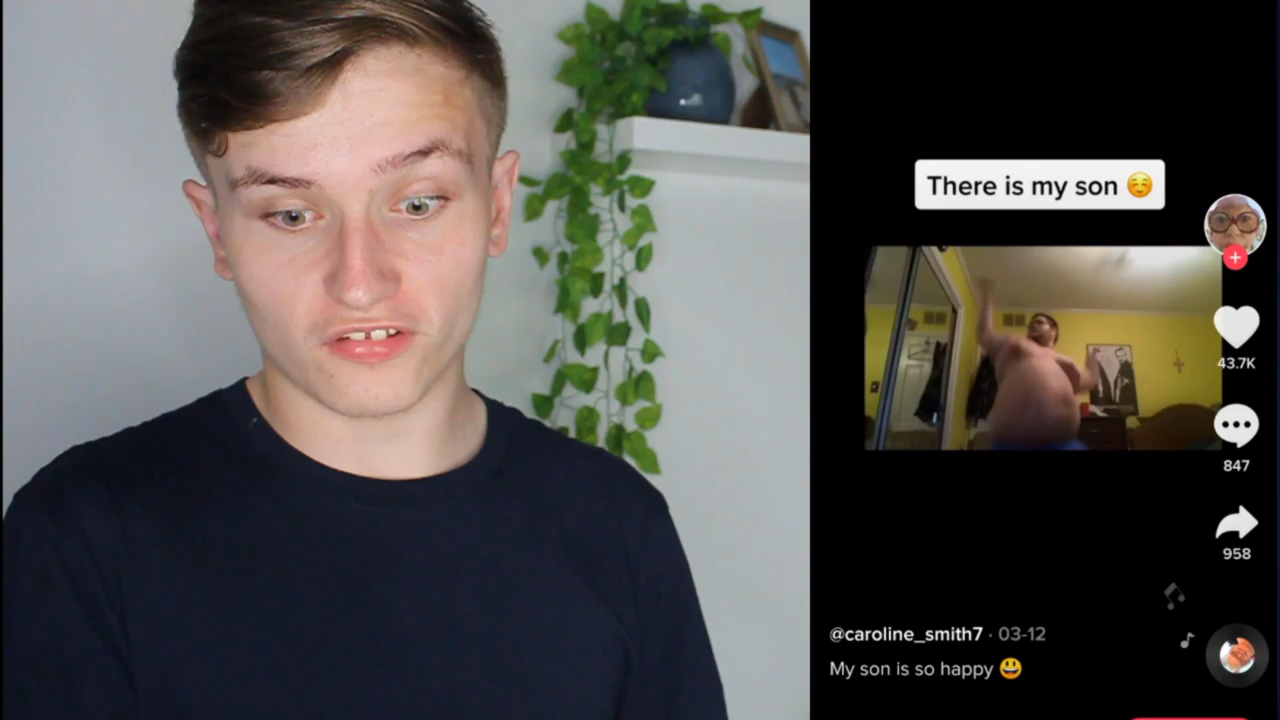 There is my son ☺️
43.7K
847
958
@caroline_smith7 · 03-12
My son is so happy 😃